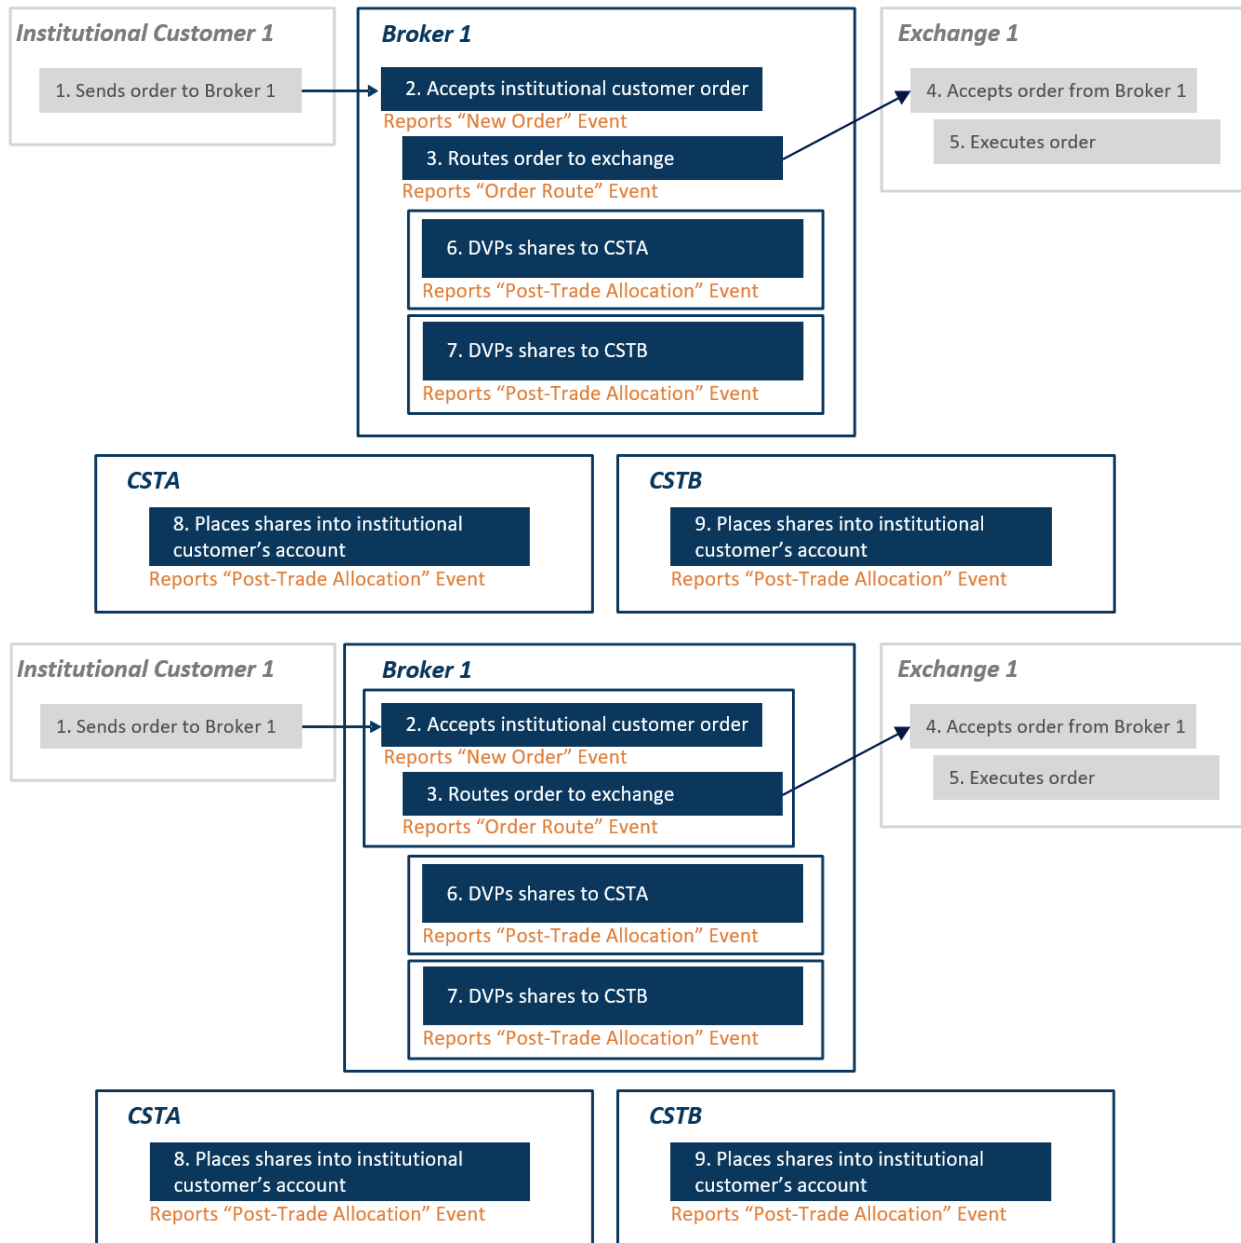 Institutional Customer 1
1. Sends order to Broker 1
Broker 1
2. Accepts institutional customer order
Reports “New Order” Event
3. Routes order to exchange
Reports “Order Route” Event
6. DVPs shares to CSTA
Reports “Post-Trade Allocation” Event
7. DVPs shares to CSTB
Reports “Post-Trade Allocation” Event
Exchange 1
4. Accepts order from Broker 1
5. Executes order
CSTA
8. Places shares into institutional
customer’s account
Reports “Post-Trade Allocation” Event
CSTB
9. Places shares into institutional
customer’s account
Reports “Post-Trade Allocation” Event
Institutional Customer 1
1. Sends order to Broker 1
Broker 1
2. Accepts institutional customer order
Reports “New Order” Event
3. Routes order to exchange
Reports “Order Route” Event
6. DVPs shares to CSTA
Reports “Post-Trade Allocation” Event
7. DVPs shares to CSTB
Reports “Post-Trade Allocation” Event
Exchange 1
4. Accepts order from Broker 1
5. Executes order
CSTA
8. Places shares into institutional
customer’s account
Reports “Post-Trade Allocation” Event
CSTB
9. Places shares into institutional
customer’s account
Reports “Post-Trade Allocation” Event